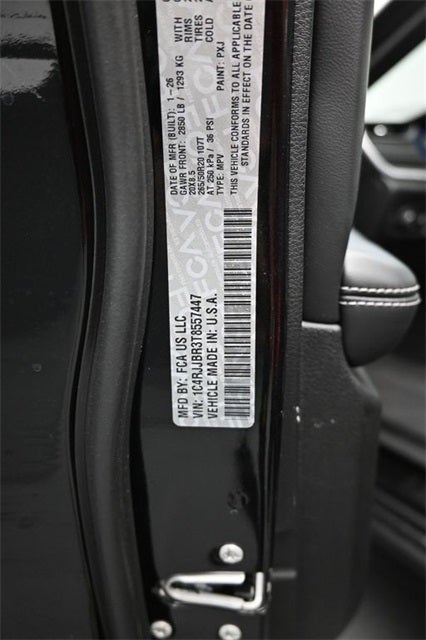 MFD BY: FCA US LLC
VIN: 1C4RJJBR3T8557447
VEHICLE MADE IN: U.S.A.
DATE OF MFR (BUILT): 1-26
GAWR FRONT: 2850 LB / 1293 KG WITH
20X8.5 RIMS
265/50R20 107T TIRES
AT 250 kPa / 36 PSI COLD
TYPE: MPV PAINT: PXJ
THIS VEHICLE CONFORMS TO ALL APPLICABLE
STANDARDS IN EFFECT ON THE DATE